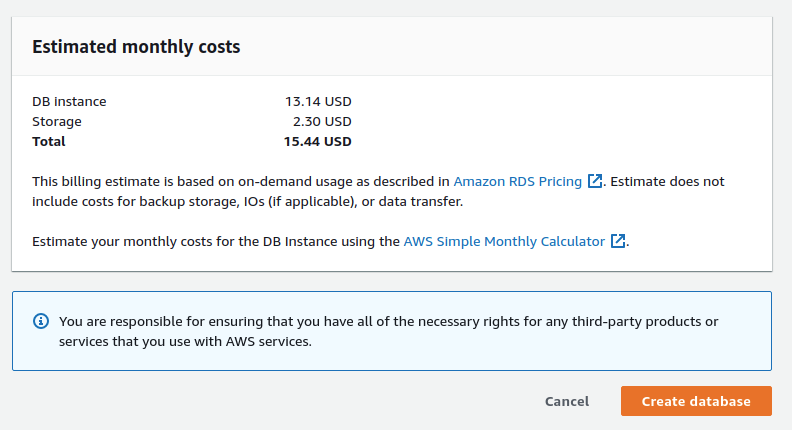 Estimated monthly costs
DB instance 13.14 USD
Storage 2.30 USD
Total 15.44 USD
This billing estimate is based on on-demand usage as described in Amazon RDS Pricing. Estimate does not
include costs for backup storage, IOs (if applicable), or data transfer.
Estimate your monthly costs for the DB Instance using the AWS Simple Monthly Calculator.
You are responsible for ensuring that you have all of the necessary rights for any third-party products or
services that you use with AWS services.
Cancel Create database